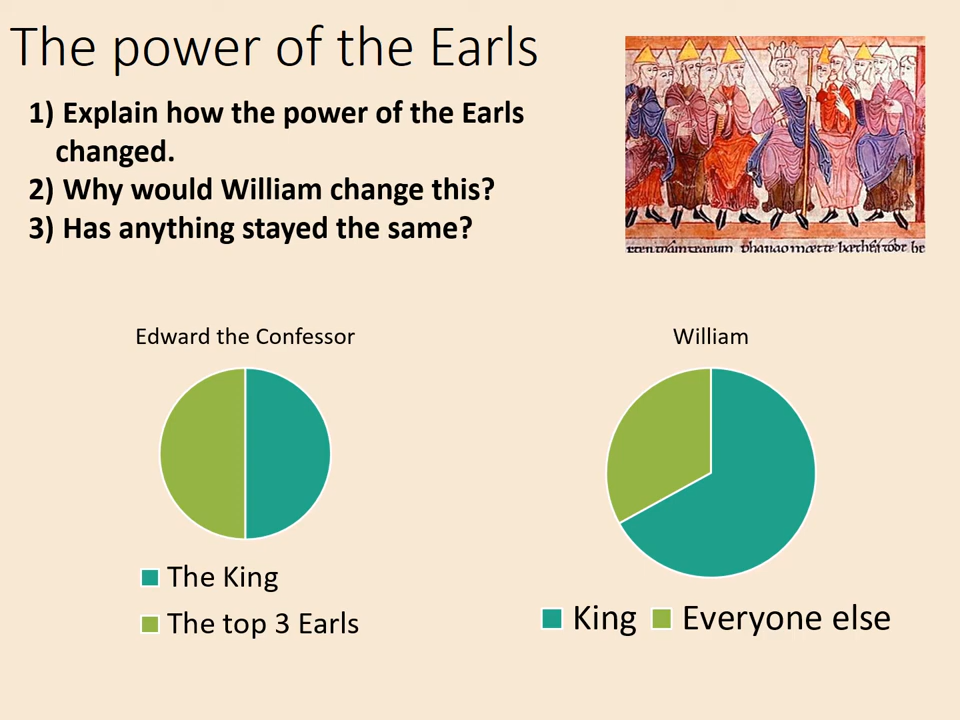 The power of the Earls
1) Explain how the power of the Earls
changed.
2) Why would William change this?
3) Has anything stayed the same?
Edward the Confessor
William
The King
The top 3 Earls
King
Everyone else